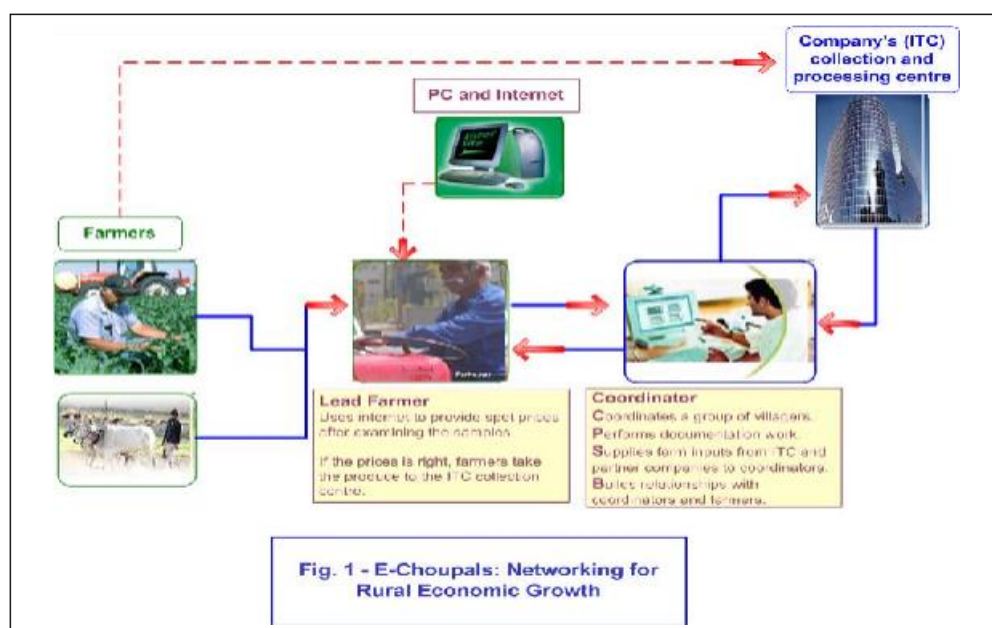 Company's (ITC)
collection and
processing centre
PC and Internet
Farmers
Lead Farmer
Uses internet to provide spot prices
after examining the samples
If the prices is right, farmers take
the produce to the ITC collection
centre.
Coordinator
Coordinates a group of villagers.
Performs documentation work.
Supplies farm inputs from ITC and
partner companies to coordinators.
Builds relationships with
coordinators and farmers.
Fig. 1 - E-Choupals: Networking for
Rural Economic Growth